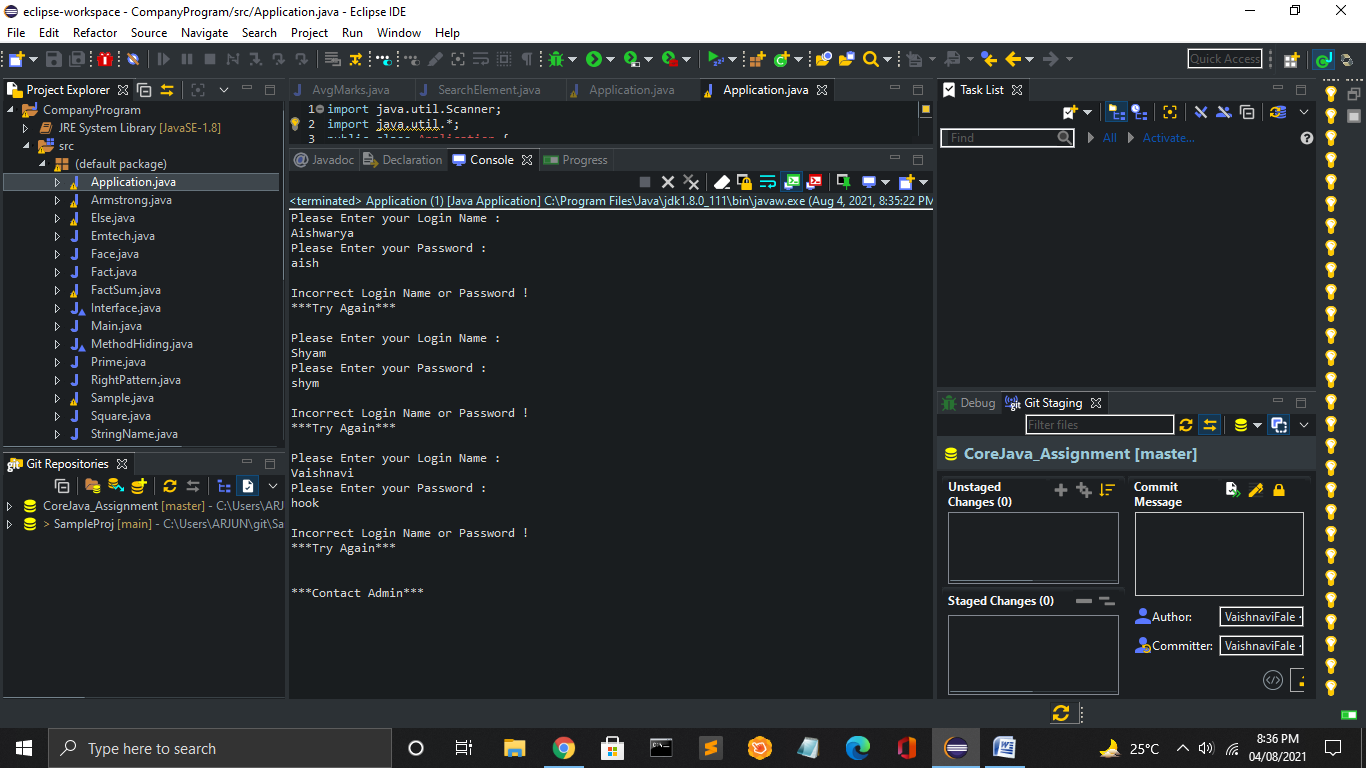 eclipse-workspace - CompanyProgram/src/Application.java - Eclipse IDE
File Edit Refactor Source Navigate Search Project Run Window Help
Quick Access
Project Explorer
CompanyProgram
JRE System Library [JavaSE-1.8]
src
(default package)
Application.java
Armstrong.java
Else.java
Emtech.java
Face.java
Fact.java
FactSum.java
Interface.java
Main.java
MethodHiding.java
Prime.java
RightPattern.java
Sample.java
Square.java
StringName.java
Git Repositories
CoreJava_Assignment [master] - C:\Users\AR
> SampleProj [main] - C:\Users\ARJUN\git\Sa
AvgMarks.java SearchElement.java Application.java Application.java
1 import java.util.Scanner;
2 import java.util.*;
3 public class Application {
Javadoc Declaration Console Progress
<terminated> Application (1) [Java Application] C:\Program Files\Java\jdk1.8.0_111\bin\javaw.exe (Aug 4, 2021, 8:35:22 PM
Please Enter your Login Name :
Aishwarya
Please Enter your Password :
aish
Incorrect Login Name or Password !
***Try Again***
Please Enter your Login Name :
Shyam
Please Enter your Password :
shym
Incorrect Login Name or Password !
***Try Again***
Please Enter your Login Name :
Vaishnavi
Please Enter your Password :
hook
Incorrect Login Name or Password !
***Try Again***
***Contact Admin***
Task List
Find All Activate...
Debug Git Staging
Filter files
CoreJava_Assignment [master]
Unstaged
Changes (0)
Commit
Message
Staged Changes (0)
Author: VaishnaviFale
Committer: VaishnaviFale
Type here to search
25°C
8:36 PM
04/08/2021